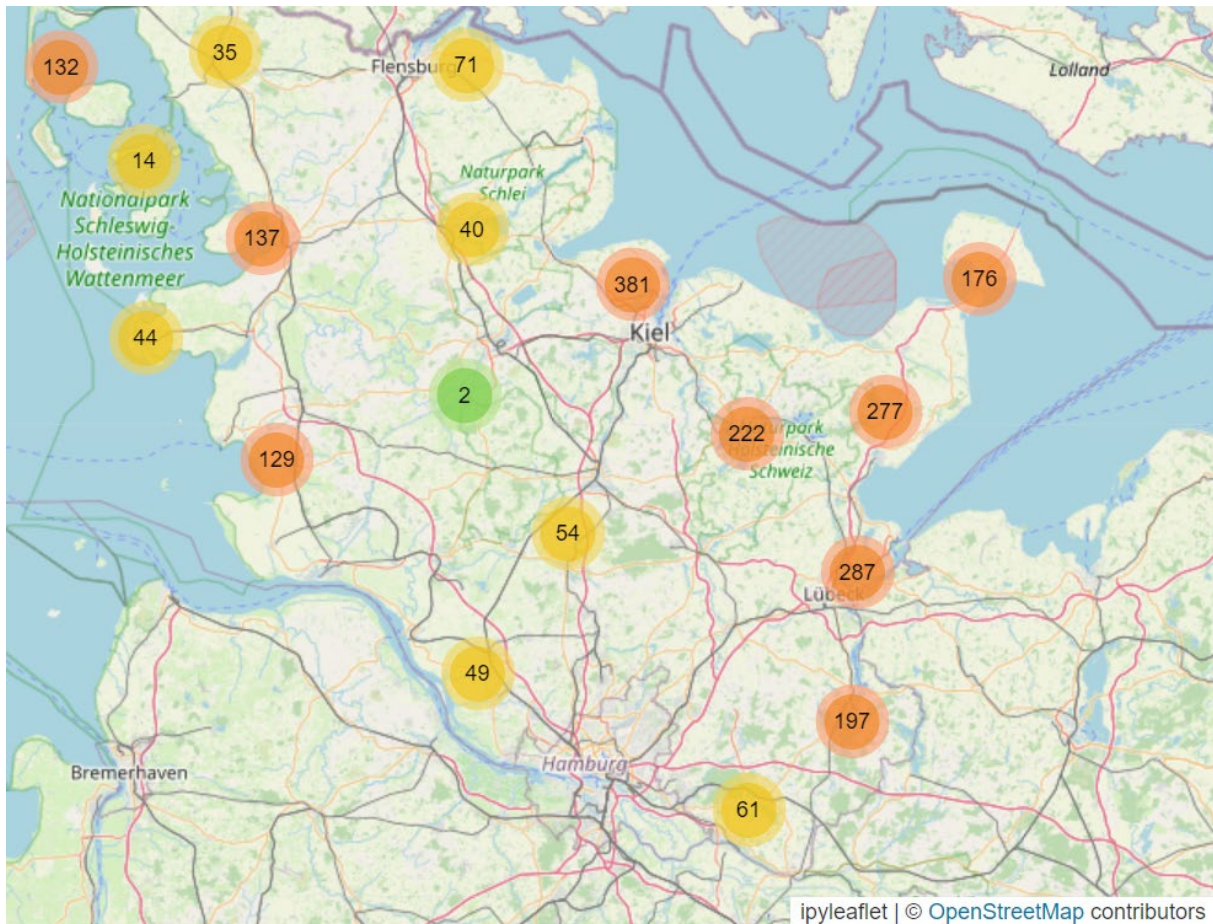 35
71
132
Flensburg
Lolland
14
Naturpark
Schlei
Nationalpark
Schleswig-
Holsteinisches
Wattenmeer
137
40
381
176
44
Kiel
2
277
222
Naturpark
Holsteinische
Schweiz
129
54
287
Lübeck
49
197
Hamburg
Bremerhaven
61
ipyleaflet | © OpenStreetMap contributors